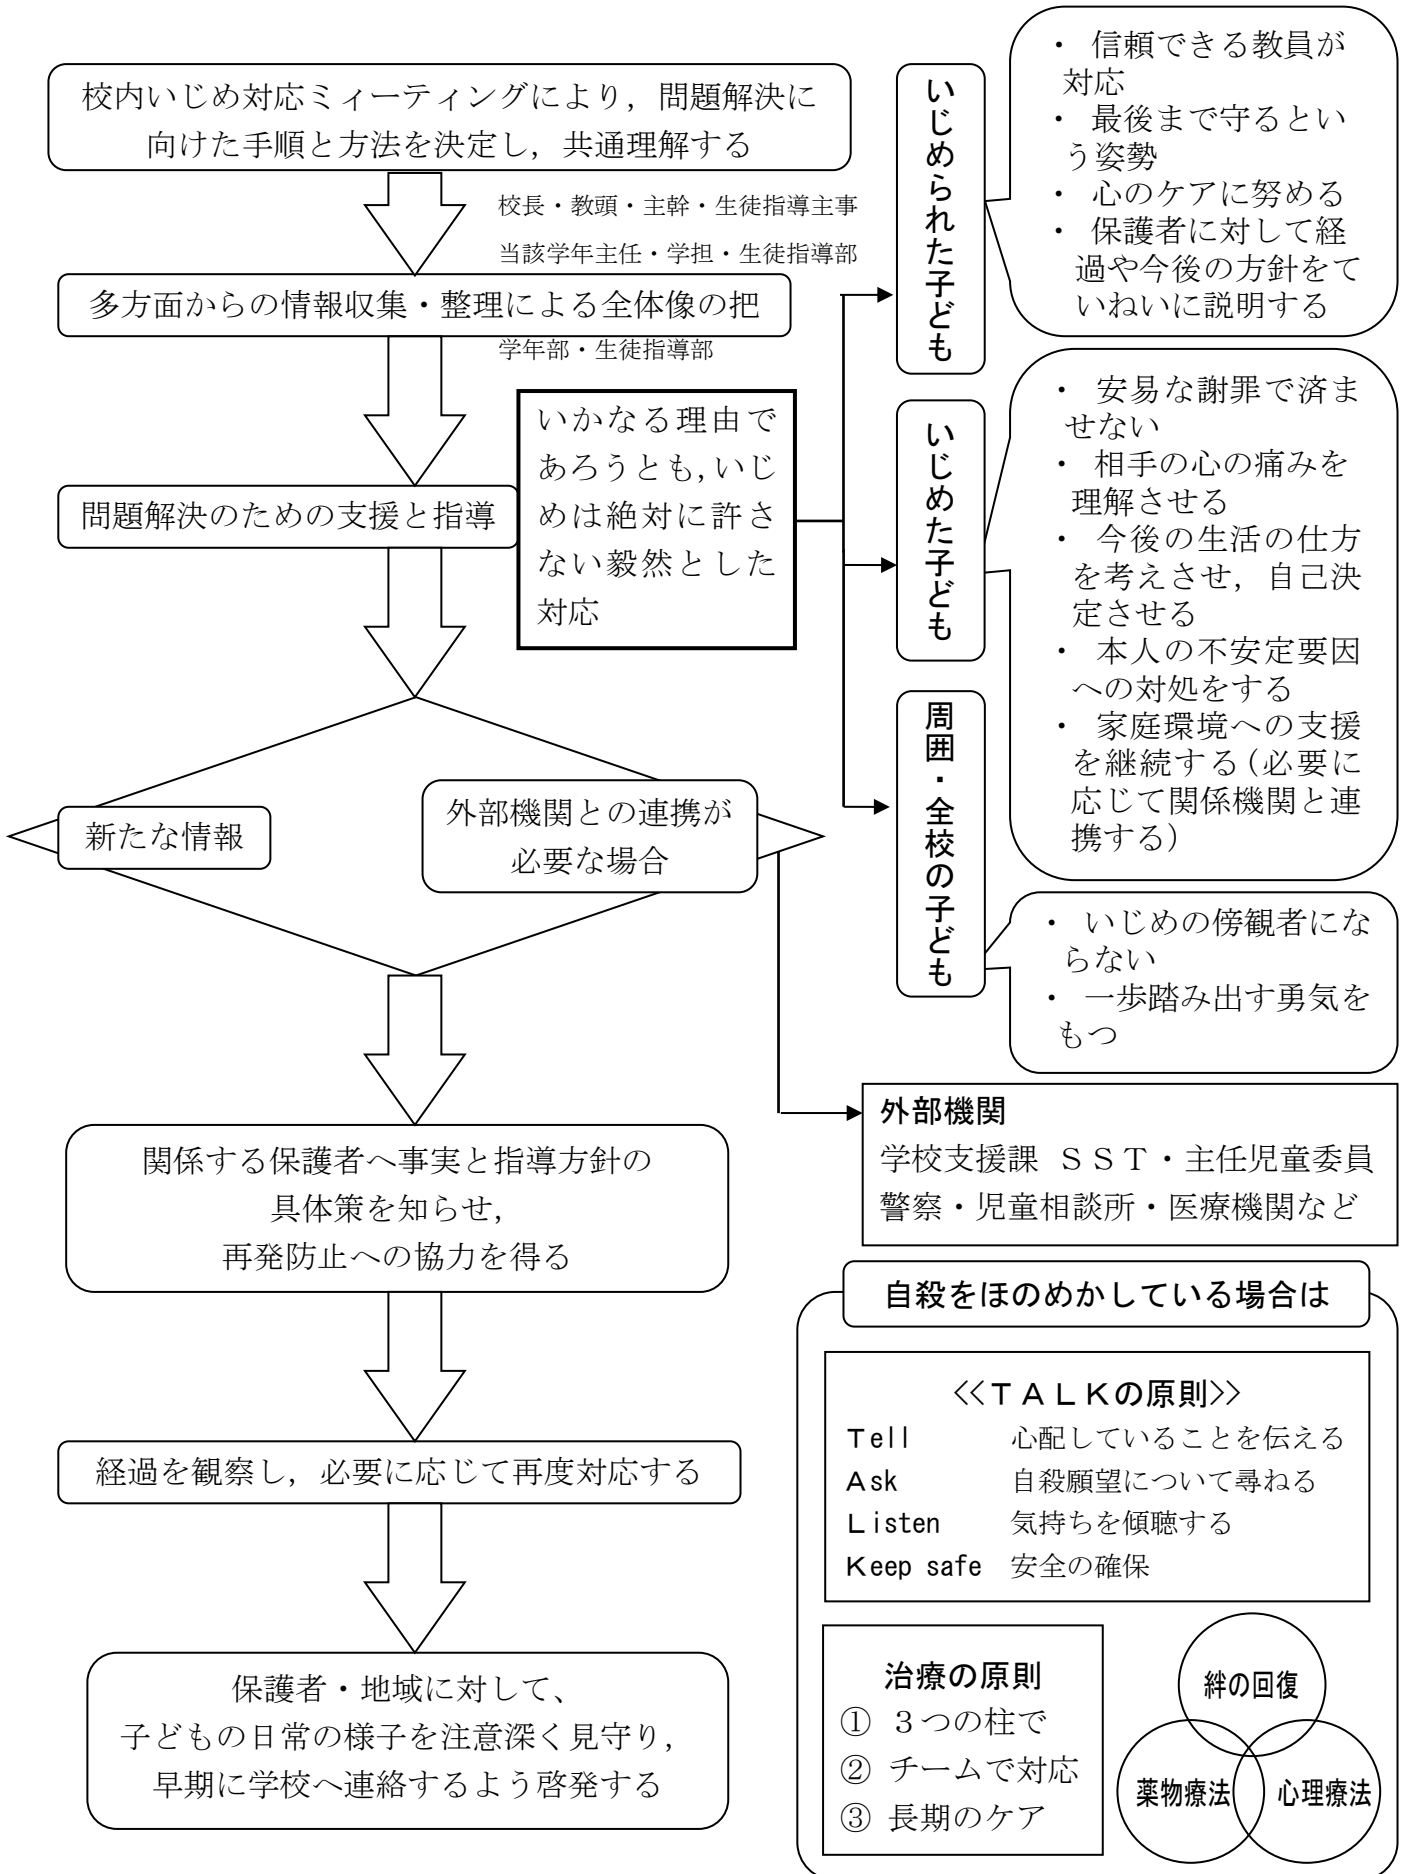 校内いじめ対応ミィーティングにより，問題解決に
向けた手順と方法を決定し，共通理解する
校長・教頭・主幹・生徒指導主事
当該学年主任・学担・生徒指導部
多方面からの情報収集・整理による全体像の把
学年部・生徒指導部
問題解決のための支援と指導
いかなる理由で
あろうとも，いじ
めは絶対に許さ
ない毅然とした
対応
新たな情報
外部機関との連携が
必要な場合
関係する保護者へ事実と指導方針の
具体策を知らせ，
再発防止への協力を得る
経過を観察し，必要に応じて再度対応する
保護者・地域に対して、
子どもの日常の様子を注意深く見守り，
早期に学校へ連絡するよう啓発する
いじめられた子ども
・ 信頼できる教員が
対応
・ 最後まで守るとい
う姿勢
・ 心のケアに努める
・ 保護者に対して経
過や今後の方針をて
いねいに説明する
いじめた子ども
・ 安易な謝罪で済ま
せない
・ 相手の心の痛みを
理解させる
・ 今後の生活の仕方
を考えさせ，自己決
定させる
・ 本人の不安定要因
への対処をする
・ 家庭環境への支援
を継続する（必要に
応じて関係機関と連
携する）
周囲・全校の子ども
・ いじめの傍観者にな
らない
・ 一歩踏み出す勇気を
もつ
外部機関
学校支援課 ＳＳＴ・主任児童委員
警察・児童相談所・医療機関など
自殺をほのめかしている場合は
<<ＴＡＬＫの原則>>
Ｔell 心配していることを伝える
Ａsk 自殺願望について尋ねる
Ｌisten 気持ちを傾聴する
Ｋeep safe 安全の確保
治療の原則
① ３つの柱で
② チームで対応
③ 長期のケア
絆の回復
薬物療法
心理療法